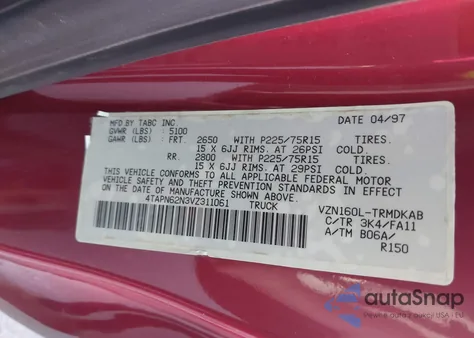 MFD.BY TABC INC. DATE 04/97
GVWR (LBS) : 5100
GAWR (LBS) : FRT. 2650 WITH P225/75R15 TIRES.
15 X 6JJ RIMS. AT 26PSI COLD.
RR. 2800 WITH P225/75R15 TIRES.
15 X 6JJ RIMS. AT 29PSI COLD.
THIS VEHICLE CONFORMS TO ALL APPLICABLE FEDERAL MOTOR
VEHICLE SAFETY AND THEFT PREVENTION STANDARDS IN
EFFECT ON THE DATE OF MANUFACTURE SHOWN ABOVE.
4TAPN62N3VZ311061 TRUCK
VZN160L-TRMDKAB
C/TR 3K4/FA11
A/TM B06A/
R150
autoSnap